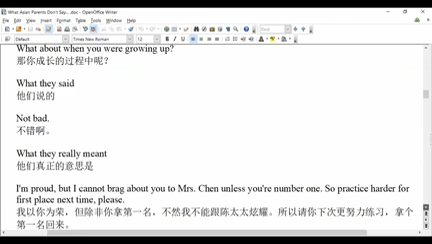 What Asian Parents Don't Say....doc - OpenOffice Writer
File Edit View Insert Format Table Tools Window Help
Default Times New Roman 12
What about when you were growing up?
那你成长的过程中呢？
What they said
他们说的
Not bad.
不错啊。
What they really meant
他们真正的意思是
I'm proud, but I cannot brag about you to Mrs. Chen unless you're number one. So practice harder for
first place next time, please.
我以你为荣，但除非你拿第一名，不然我不能跟陈太太炫耀。所以请你下次更努力练习，拿个
第一名回来。